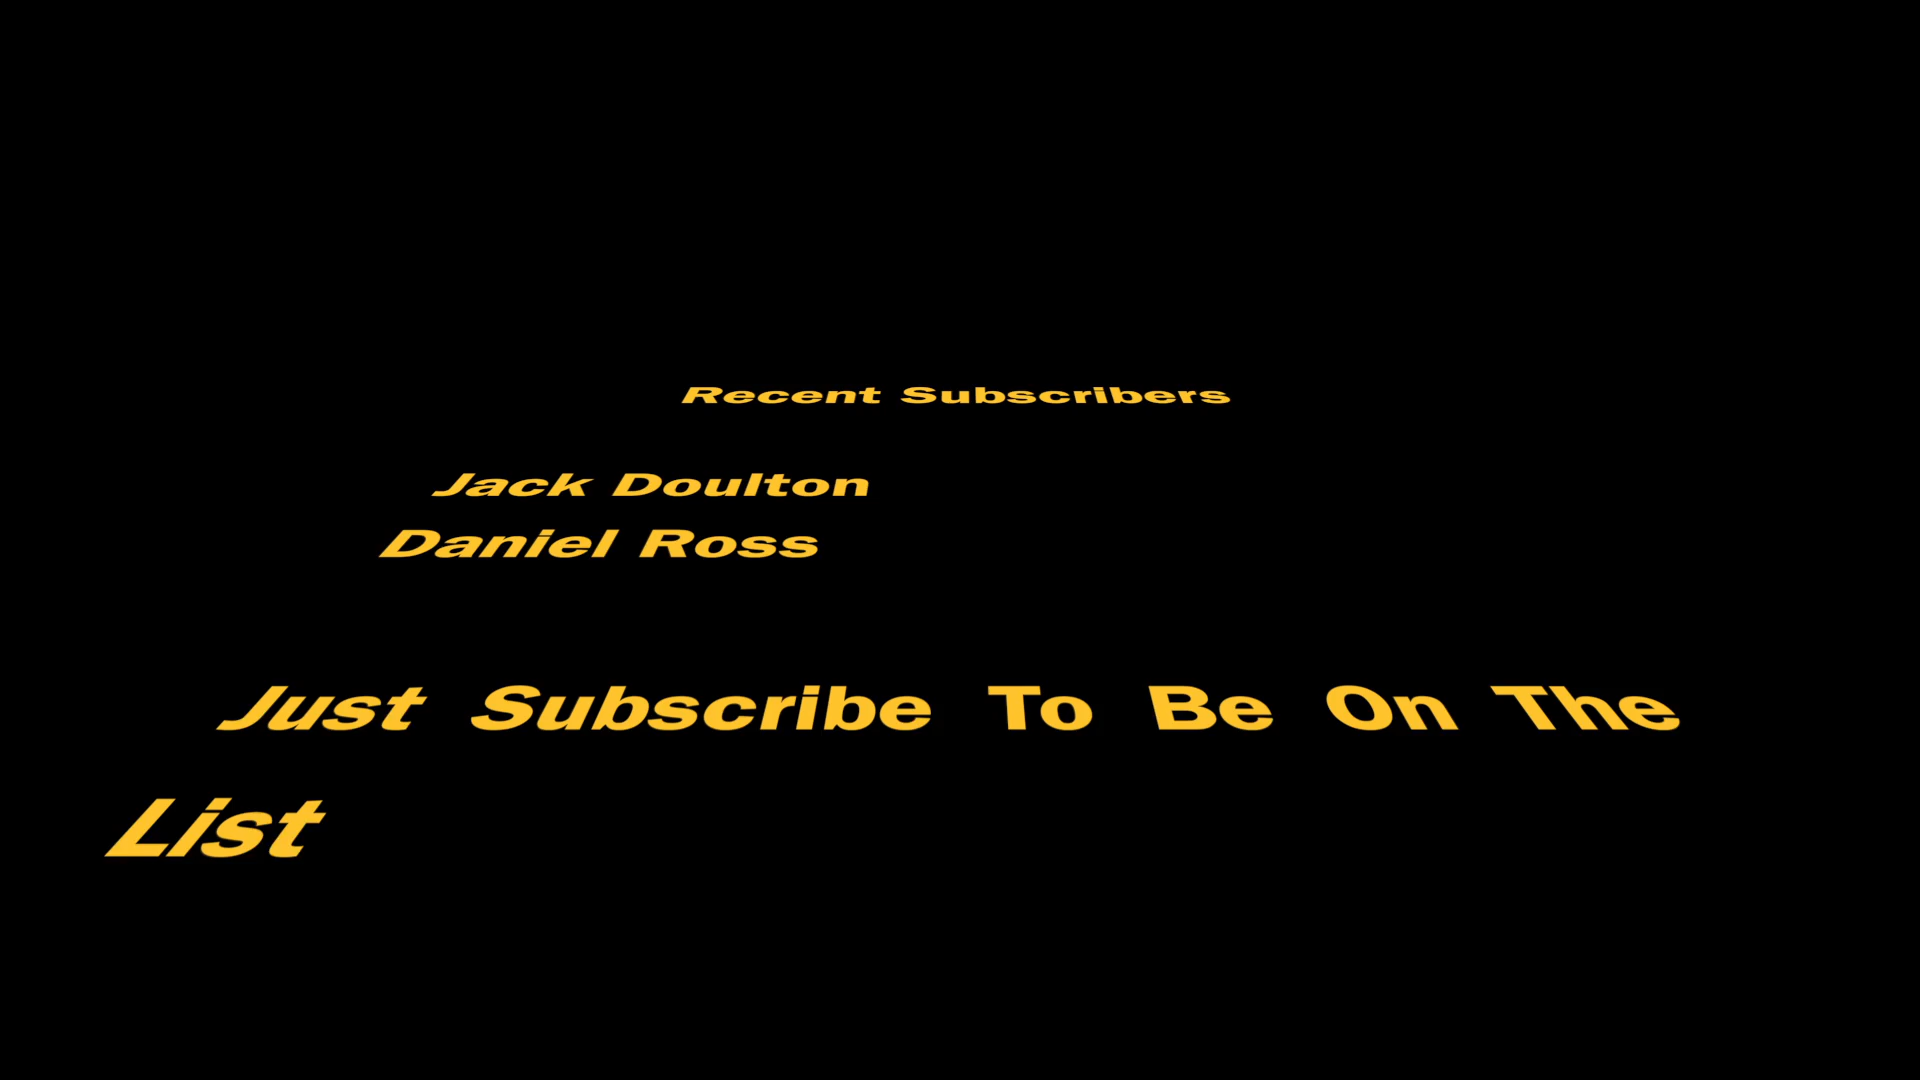 Recent Subscribers
Jack Doulton
Daniel Ross
Just Subscribe To Be On The
List